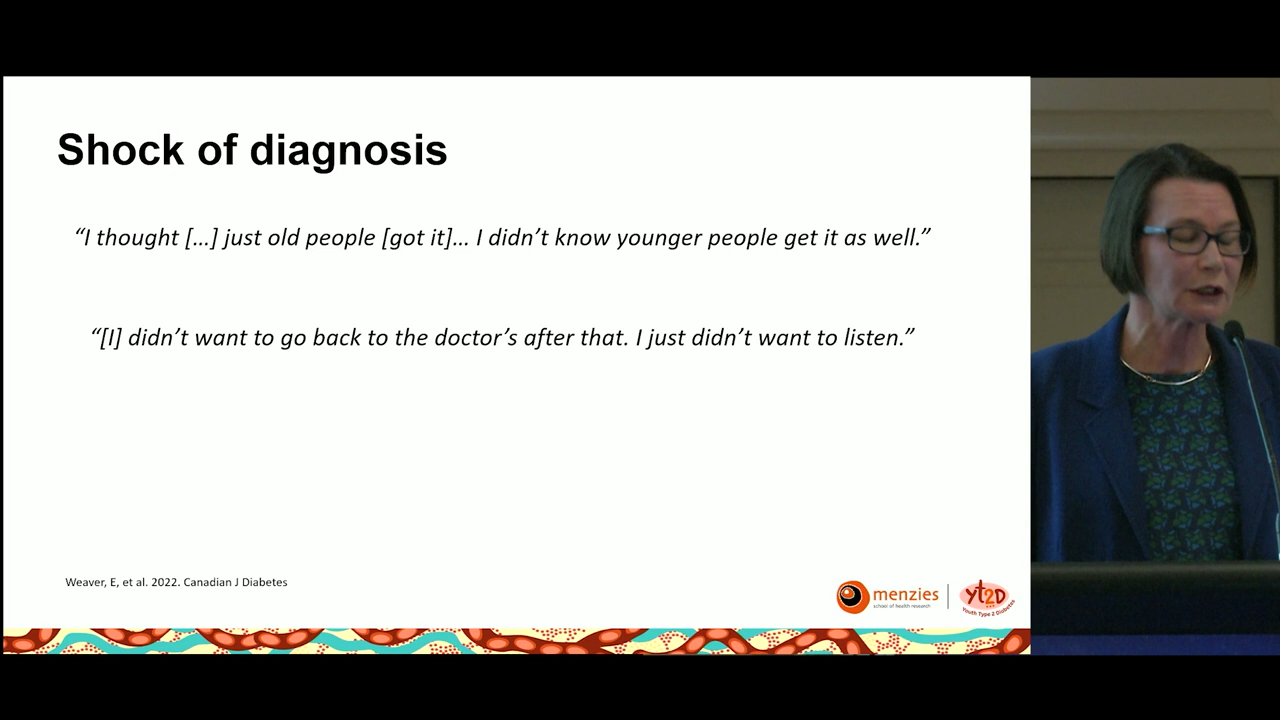 Shock of diagnosis
“I thought […] just old people [got it]… I didn’t know younger people get it as well.”
“[I] didn’t want to go back to the doctor’s after that. I just didn’t want to listen.”
Weaver, E, et al. 2022. Canadian J Diabetes
menzies
school of health research
yt2D
Youth Type 2 Diabetes